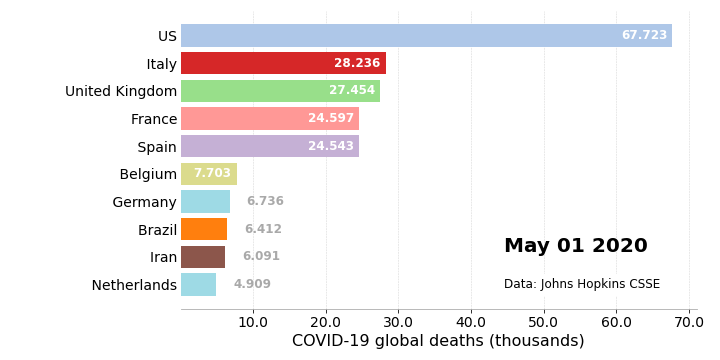 US 67.723
Italy 28.236
United Kingdom 27.454
France 24.597
Spain 24.543
Belgium 7.703
Germany 6.736
Brazil 6.412
Iran 6.091
Netherlands 4.909
May 01 2020
Data: Johns Hopkins CSSE
10.0 20.0 30.0 40.0 50.0 60.0 70.0
COVID-19 global deaths (thousands)